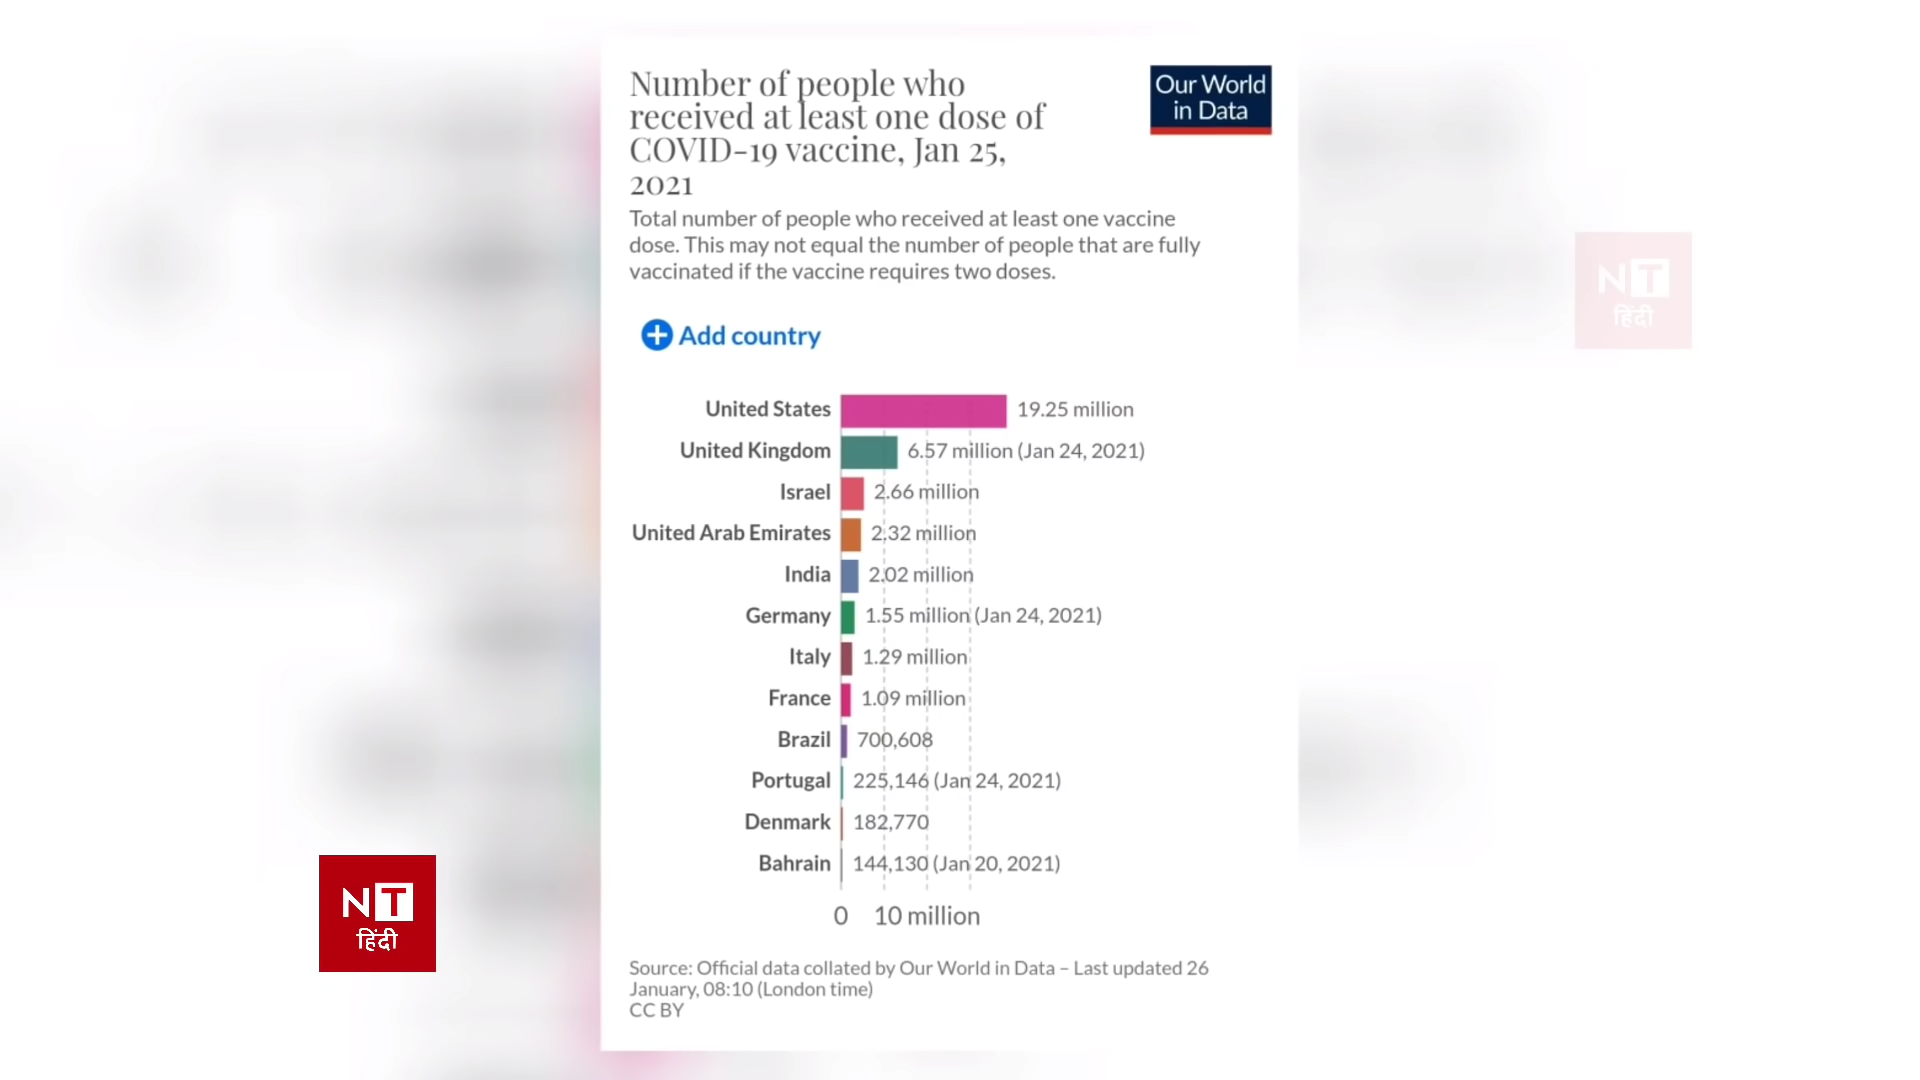 Number of people who
received at least one dose of
COVID-19 vaccine, Jan 25,
2021
Our World
in Data
Total number of people who received at least one vaccine
dose. This may not equal the number of people that are fully
vaccinated if the vaccine requires two doses.
NT
हिंदी
Add country
United States 19.25 million
United Kingdom 6.57 million (Jan 24, 2021)
Israel 2.66 million
United Arab Emirates 2.32 million
India 2.02 million
Germany 1.55 million (Jan 24, 2021)
Italy 1.29 million
France 1.09 million
Brazil 700,608
Portugal 225,146 (Jan 24, 2021)
Denmark 182,770
Bahrain 144,130 (Jan 20, 2021)
0 10 million
NT
हिंदी
Source: Official data collated by Our World in Data – Last updated 26
January, 08:10 (London time)
CC BY